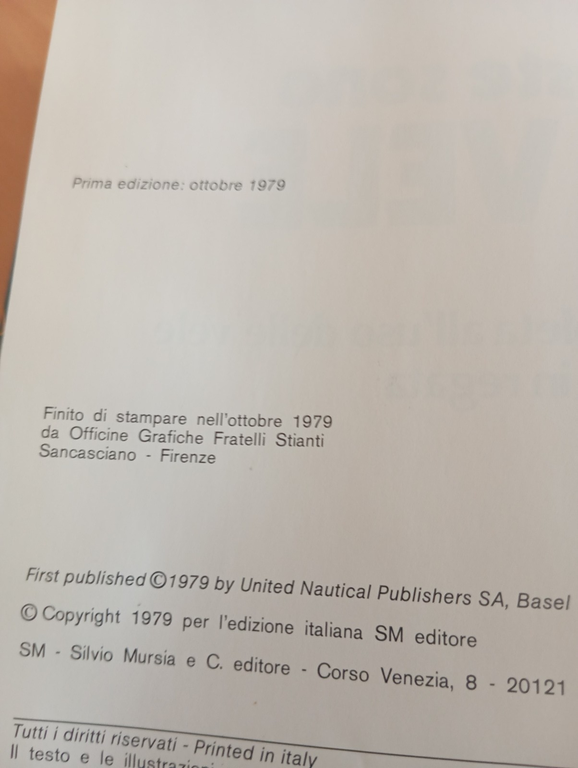 Prima edizione: ottobre 1979
Finito di stampare nell'ottobre 1979
da Officine Grafiche Fratelli Stianti
Sancasciano - Firenze
First published ©1979 by United Nautical Publishers SA, Basel
© Copyright 1979 per l'edizione italiana SM editore
SM - Silvio Mursia e C. editore - Corso Venezia, 8 - 20121
Tutti i diritti riservati - Printed in italy
Il testo e le illustrazioni